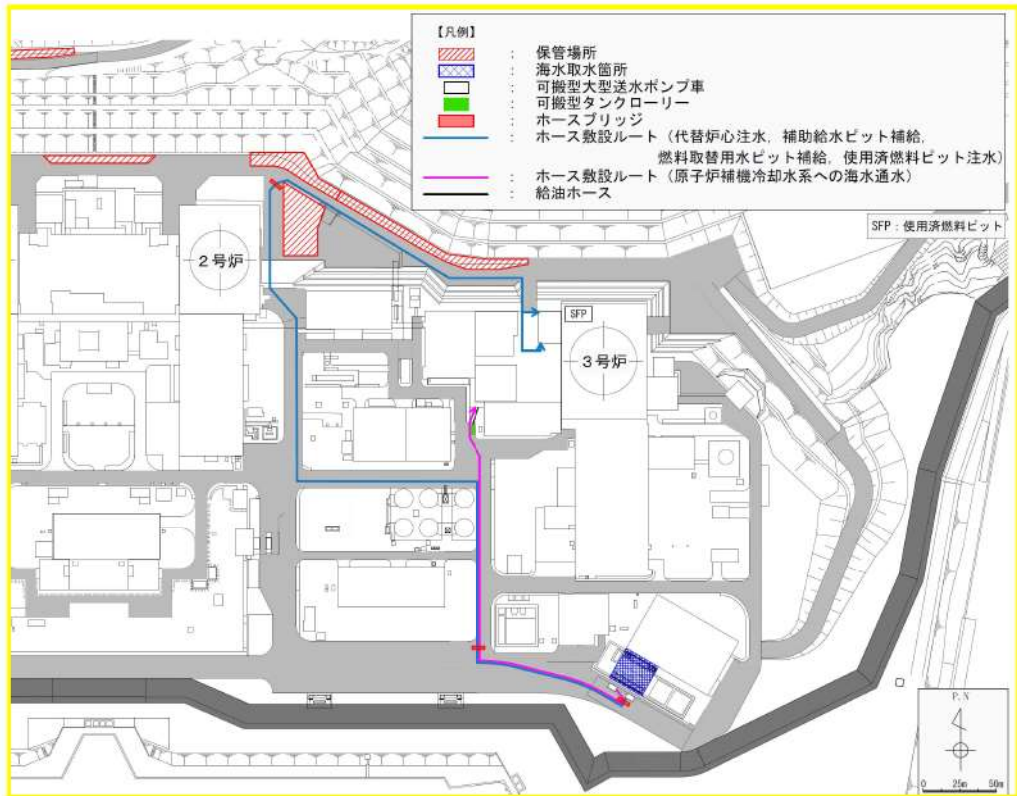 【凡例】
： 保管場所
： 海水取水箇所
： 可搬型大型送水ポンプ車
： 可搬型タンクローリー
： ホースブリッジ
： ホース敷設ルート（代替炉心注水，補助給水ピット補給，
燃料取替用水ピット補給，使用済燃料ピット注水）
： ホース敷設ルート（原子炉補機冷却水系への海水通水）
： 給油ホース
SFP：使用済燃料ピット
２号炉
SFP
３号炉
P.N
0 25m 50m